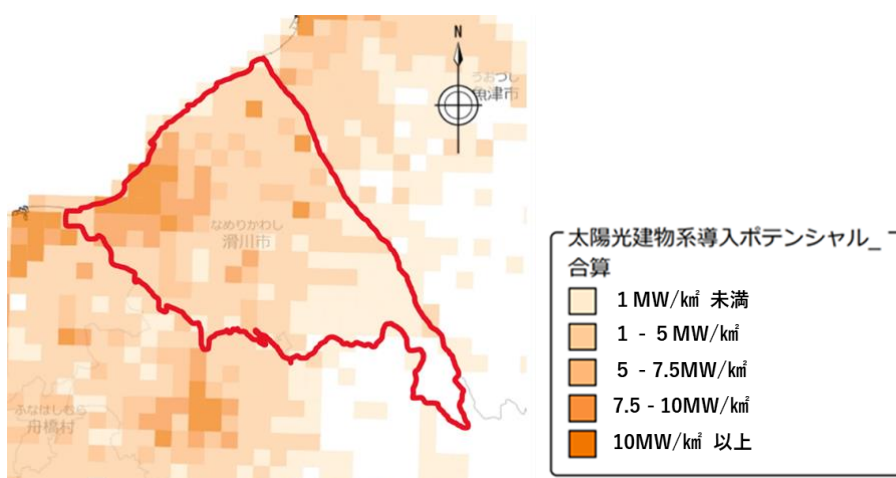 N
うおづし
魚津市
なめりかわし
滑川市
ふなはしむら
舟橋村
太陽光建物系導入ポテンシャル_
合算
1 MW/㎢ 未満
1 - 5 MW/㎢
5 - 7.5MW/㎢
7.5 - 10MW/㎢
10MW/㎢ 以上